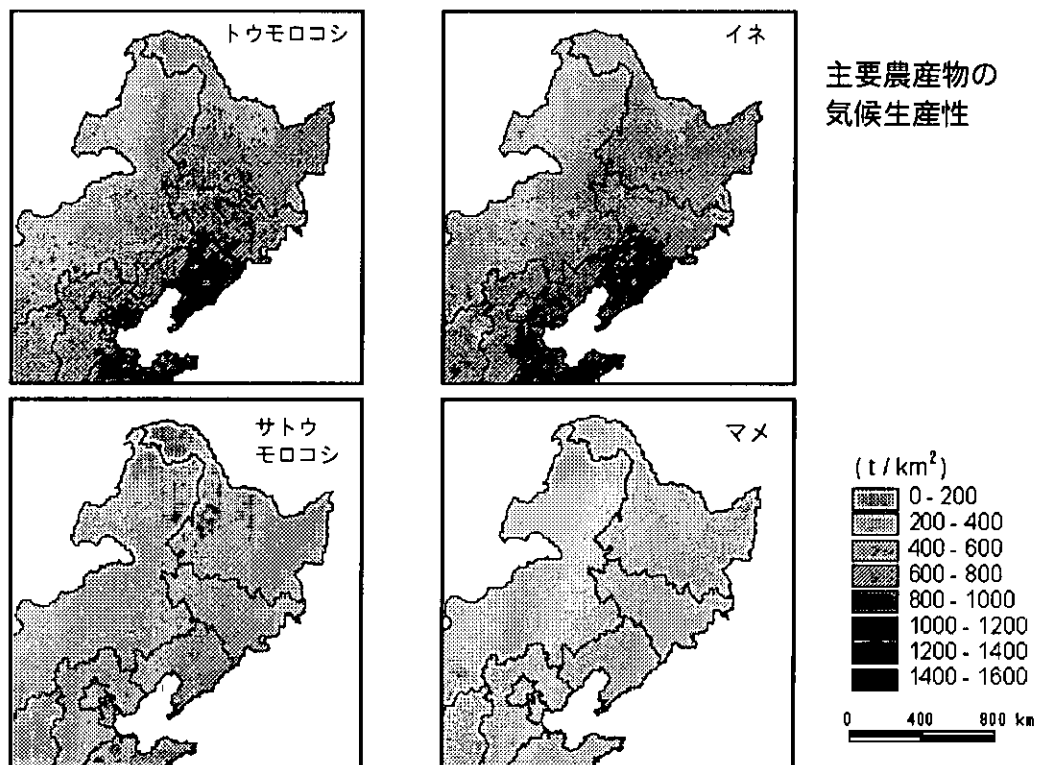 トウモロコシ
イネ
主要農産物の
気候生産性
サトウ
モロコシ
マメ
(t/km²)
0 - 200
200 - 400
400 - 600
600 - 800
800 - 1000
1000 - 1200
1200 - 1400
1400 - 1600
0 400 800 km